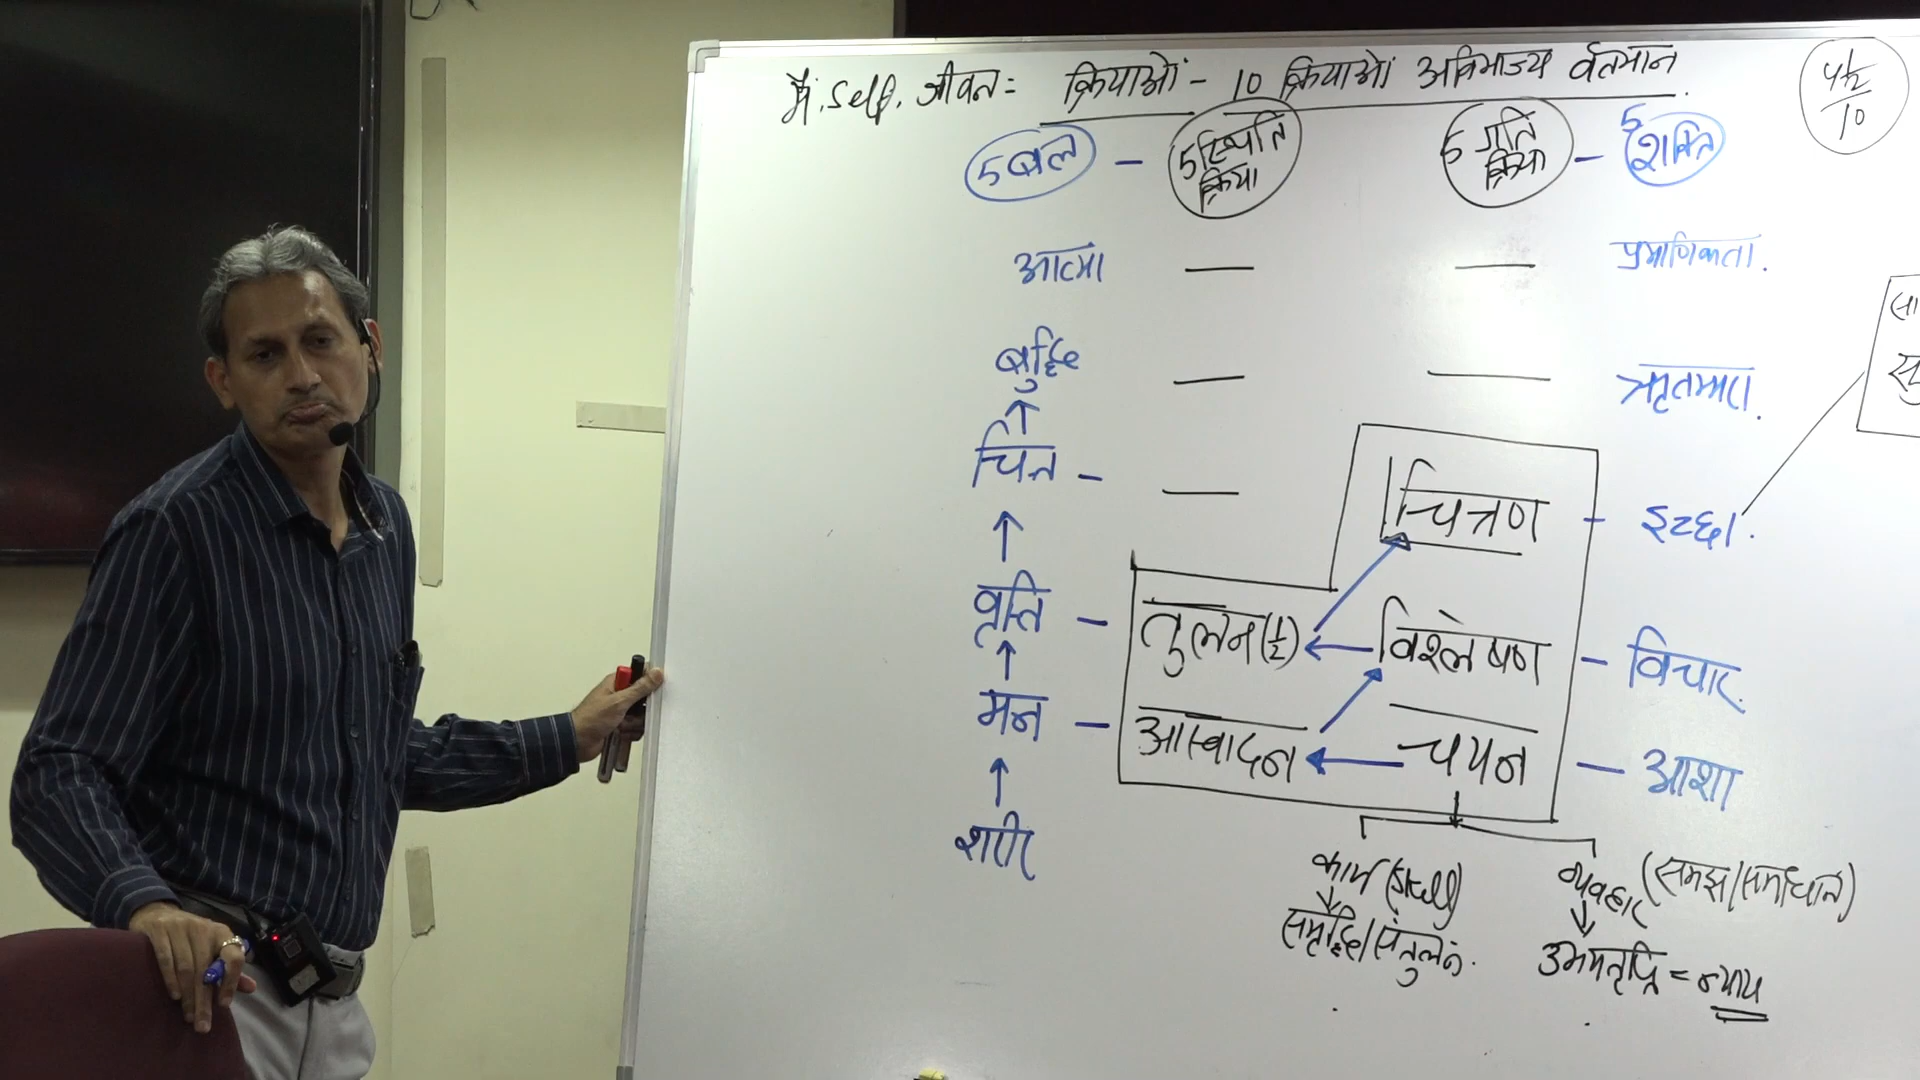 मैं. Self. जीवन = क्रियाओं - 10 क्रियाओं अविभाज्य वर्तमान.
4½/10
5 बल - 5 स्थिति क्रिया 5 गति क्रिया - 5 शक्ति
आत्मा — — प्रमाणिकता.
बुद्धि — — ऋतम्भरा.
↑
चित्त - — चित्रण - इच्छा.
↑
वृत्ति - तुलन (½) ← विश्लेषण - विचार.
↑
मन - आस्वादन ← चयन - आशा
↑
शरीर
कार्य (Skill) व्यवहार (समझ/समाधान)
समृद्धि/संतुलन. उभयतृप्ति = न्याय